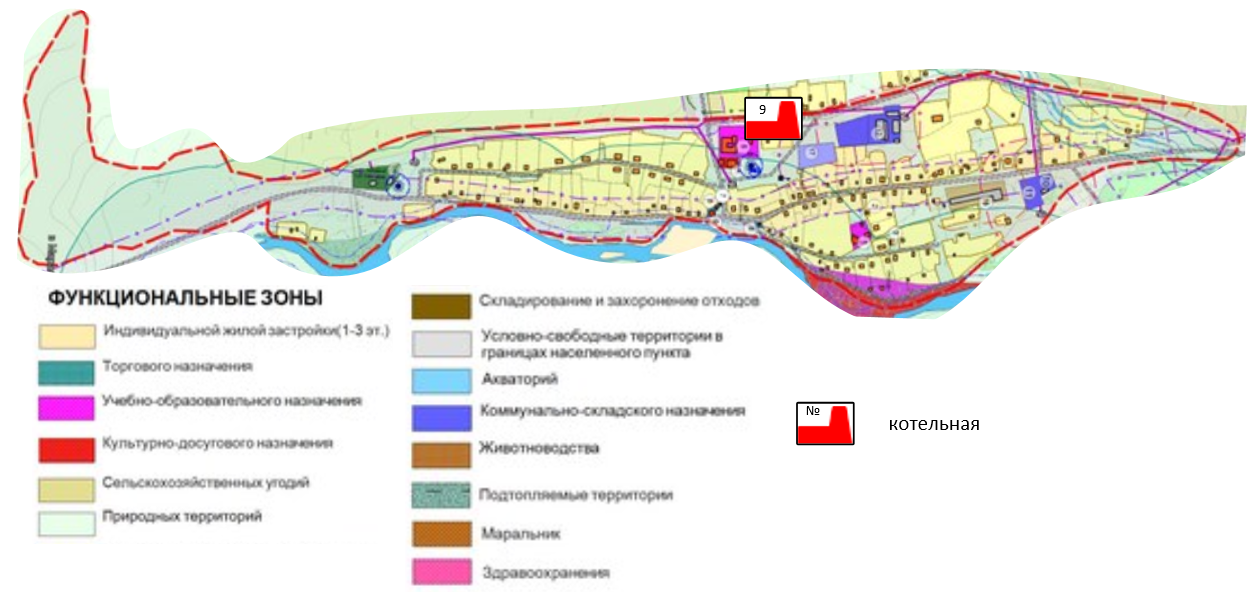 9
ФУНКЦИОНАЛЬНЫЕ ЗОНЫ
Индивидуальной жилой застройки(1-3 эт.)
Торгового назначения
Учебно-образовательного назначения
Культурно-досугового назначения
Сельскохозяйственных угодий
Природных территорий
Складирование и захоронение отходов
Условно-свободные территории в
границах населенного пункта
Акваторий
Коммунально-складского назначения
Животноводства
Подтопляемые территории
Маральник
Здравоохранения
№
котельная